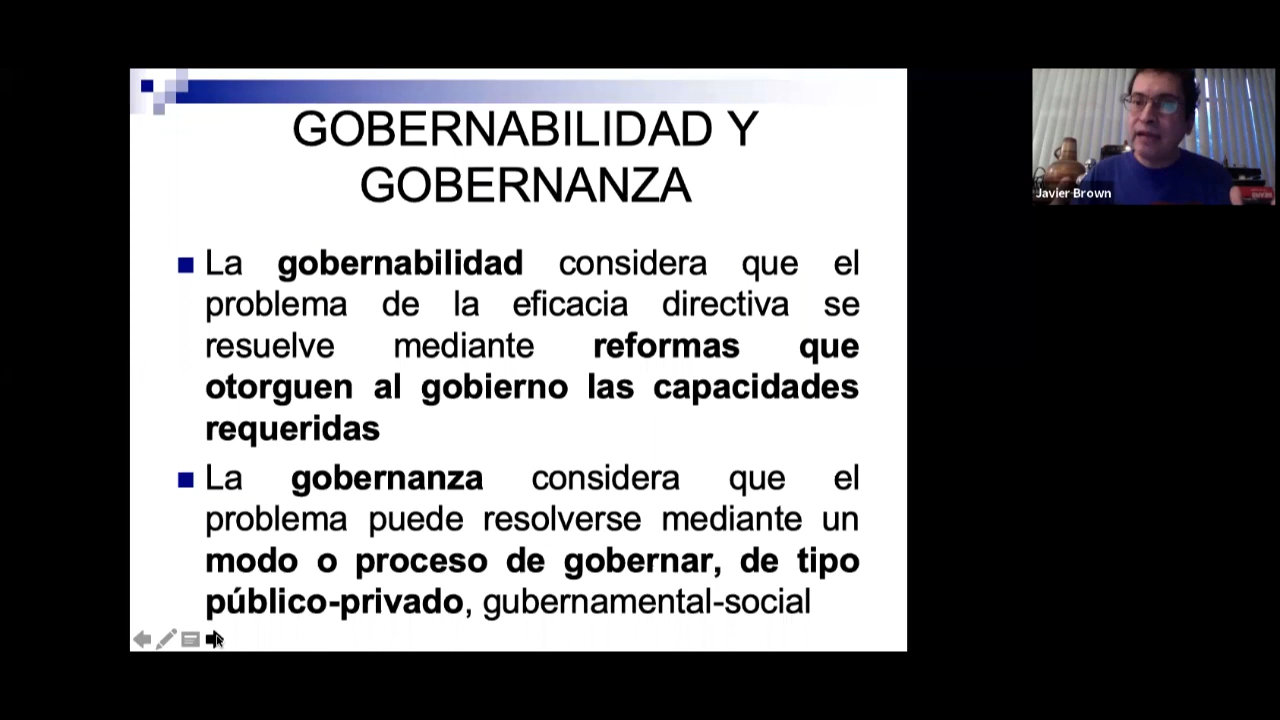 GOBERNABILIDAD Y
GOBERNANZA
La gobernabilidad considera que el
problema de la eficacia directiva se
resuelve mediante reformas que
otorguen al gobierno las capacidades
requeridas
La gobernanza considera que el
problema puede resolverse mediante un
modo o proceso de gobernar, de tipo
público-privado, gubernamental-social
Javier Brown